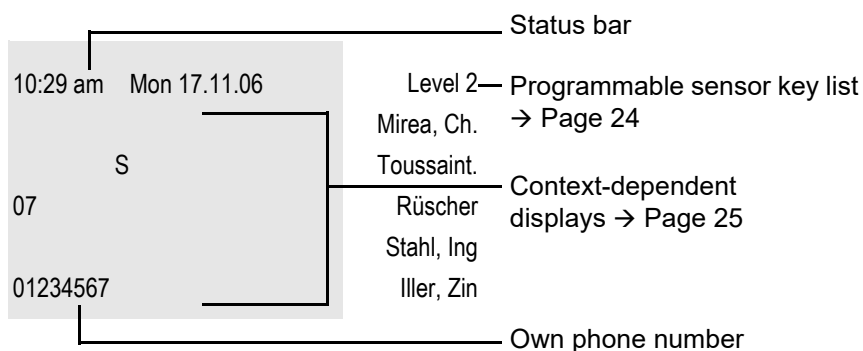 Status bar
10:29 am Mon 17.11.06 Level 2 Programmable sensor key list
→ Page 24
Mirea, Ch.
S Toussaint.
Context-dependent
displays → Page 25
07 Rüscher
Stahl, Ing
01234567 Iller, Zin
Own phone number